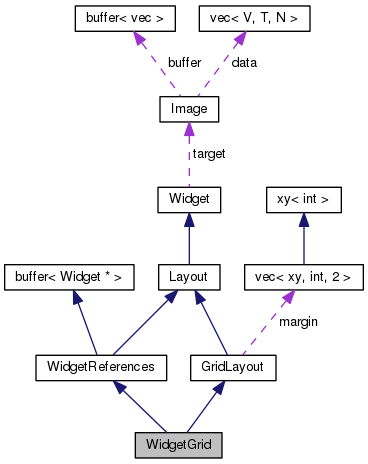 buffer< vec >
vec< V, T, N >
buffer
data
Image
target
Widget
xy< int >
buffer< Widget * >
Layout
vec< xy, int, 2 >
margin
WidgetReferences
GridLayout
WidgetGrid